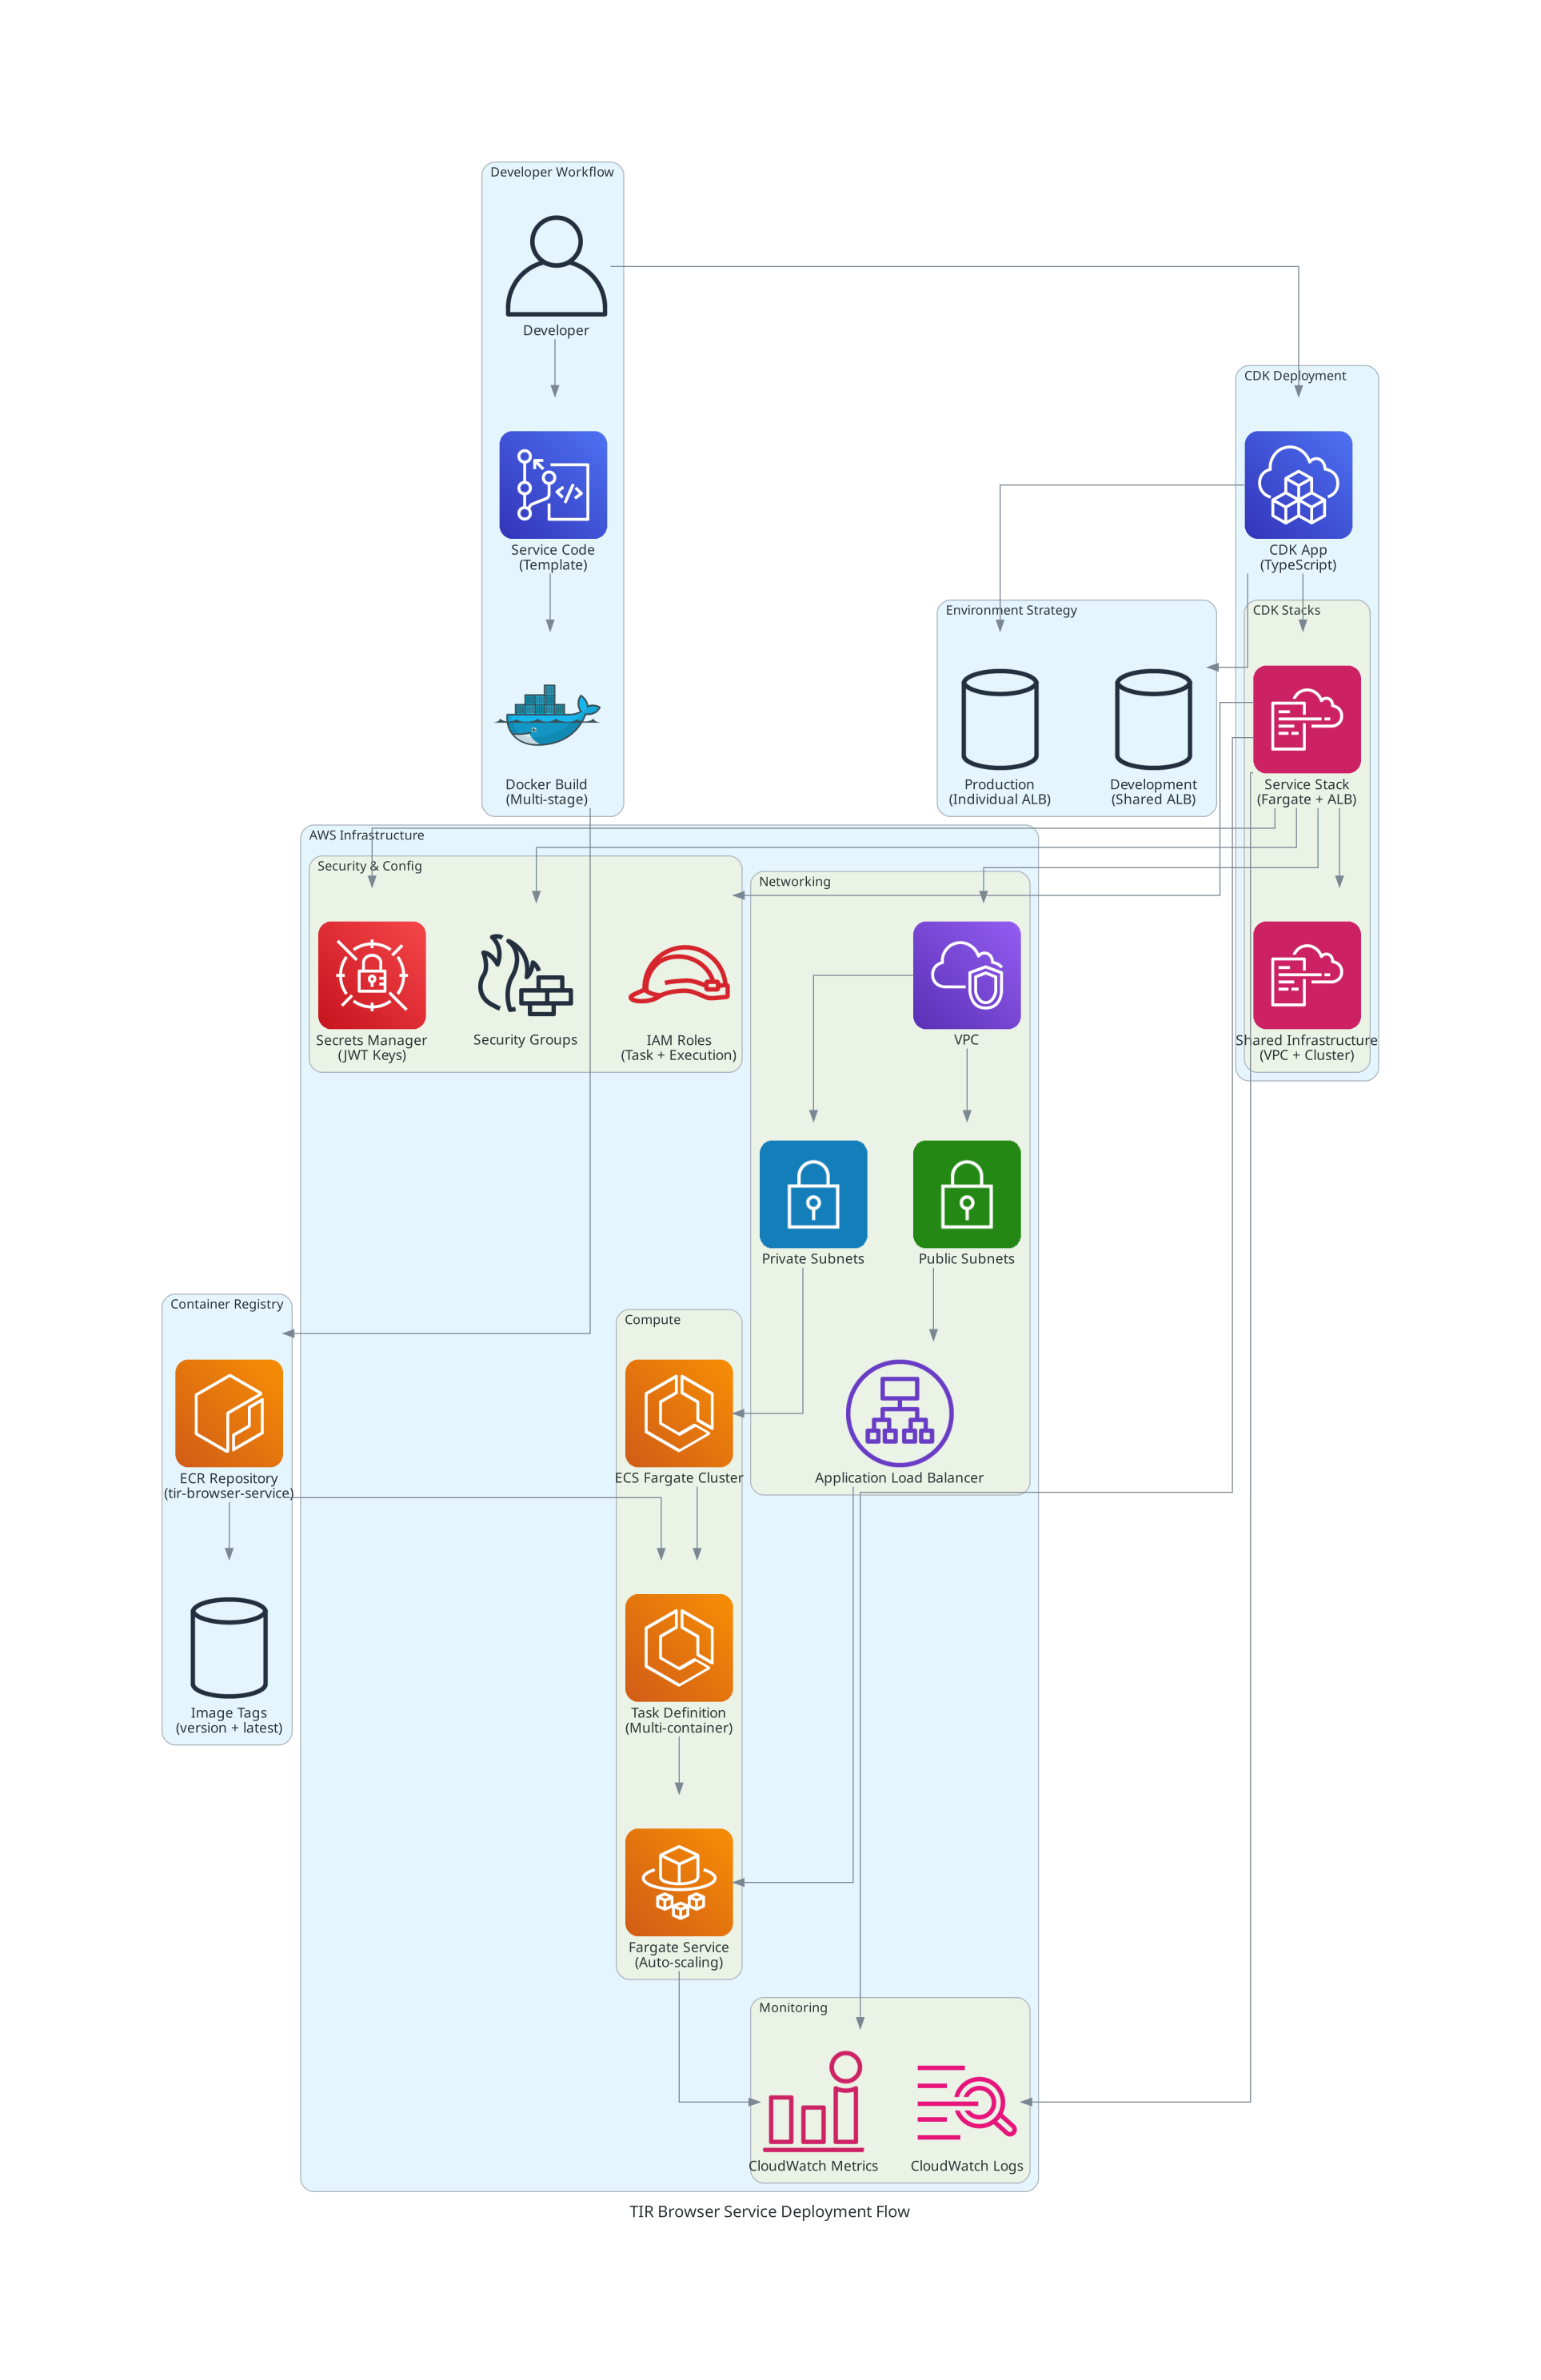 Developer Workflow
Developer
CDK Deployment
Service Code
(Template)
CDK App
(TypeScript)
Environment Strategy
CDK Stacks
Docker Build
(Multi-stage)
Production
(Individual ALB)
Development
(Shared ALB)
Service Stack
(Fargate + ALB)
AWS Infrastructure
Security & Config
Networking
Secrets Manager
(JWT Keys)
Security Groups
IAM Roles
(Task + Execution)
VPC
Shared Infrastructure
(VPC + Cluster)
Private Subnets
Public Subnets
Container Registry
Compute
ECR Repository
(tir-browser-service)
ECS Fargate Cluster
Application Load Balancer
Image Tags
(version + latest)
Task Definition
(Multi-container)
Fargate Service
(Auto-scaling)
Monitoring
CloudWatch Metrics
CloudWatch Logs
TIR Browser Service Deployment Flow